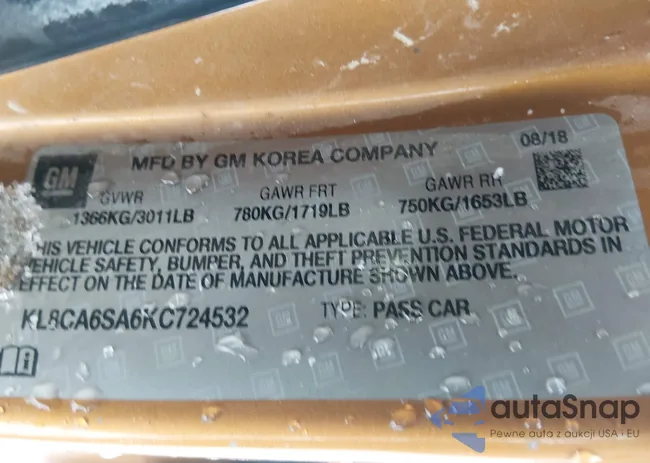 08/18
GM
MFD BY GM KOREA COMPANY
GVWR GAWR FRT GAWR RR
1366KG/3011LB 780KG/1719LB 750KG/1653LB
THIS VEHICLE CONFORMS TO ALL APPLICABLE U.S. FEDERAL MOTOR
VEHICLE SAFETY, BUMPER, AND THEFT PREVENTION STANDARDS IN
EFFECT ON THE DATE OF MANUFACTURE SHOWN ABOVE.
KL8CA6SA6KC724532 TYPE: PASS CAR
autaSnap
Pewne auta z aukcji USA i EU